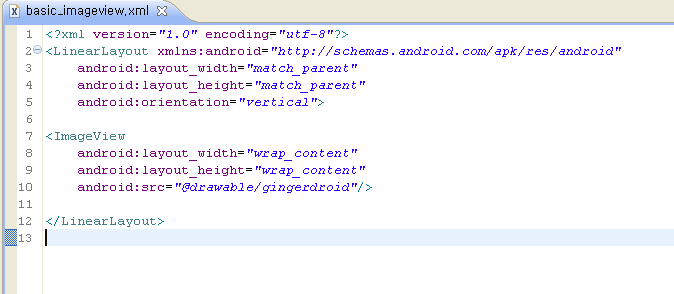 basic_imageview.xml
1 <?xml version="1.0" encoding="utf-8"?>
2 <LinearLayout xmlns:android="http://schemas.android.com/apk/res/android"
3     android:layout_width="match_parent"
4     android:layout_height="match_parent"
5     android:orientation="vertical">
6
7 <ImageView
8     android:layout_width="wrap_content"
9     android:layout_height="wrap_content"
10     android:src="@drawable/gingerdroid"/>
11
12 </LinearLayout>
13